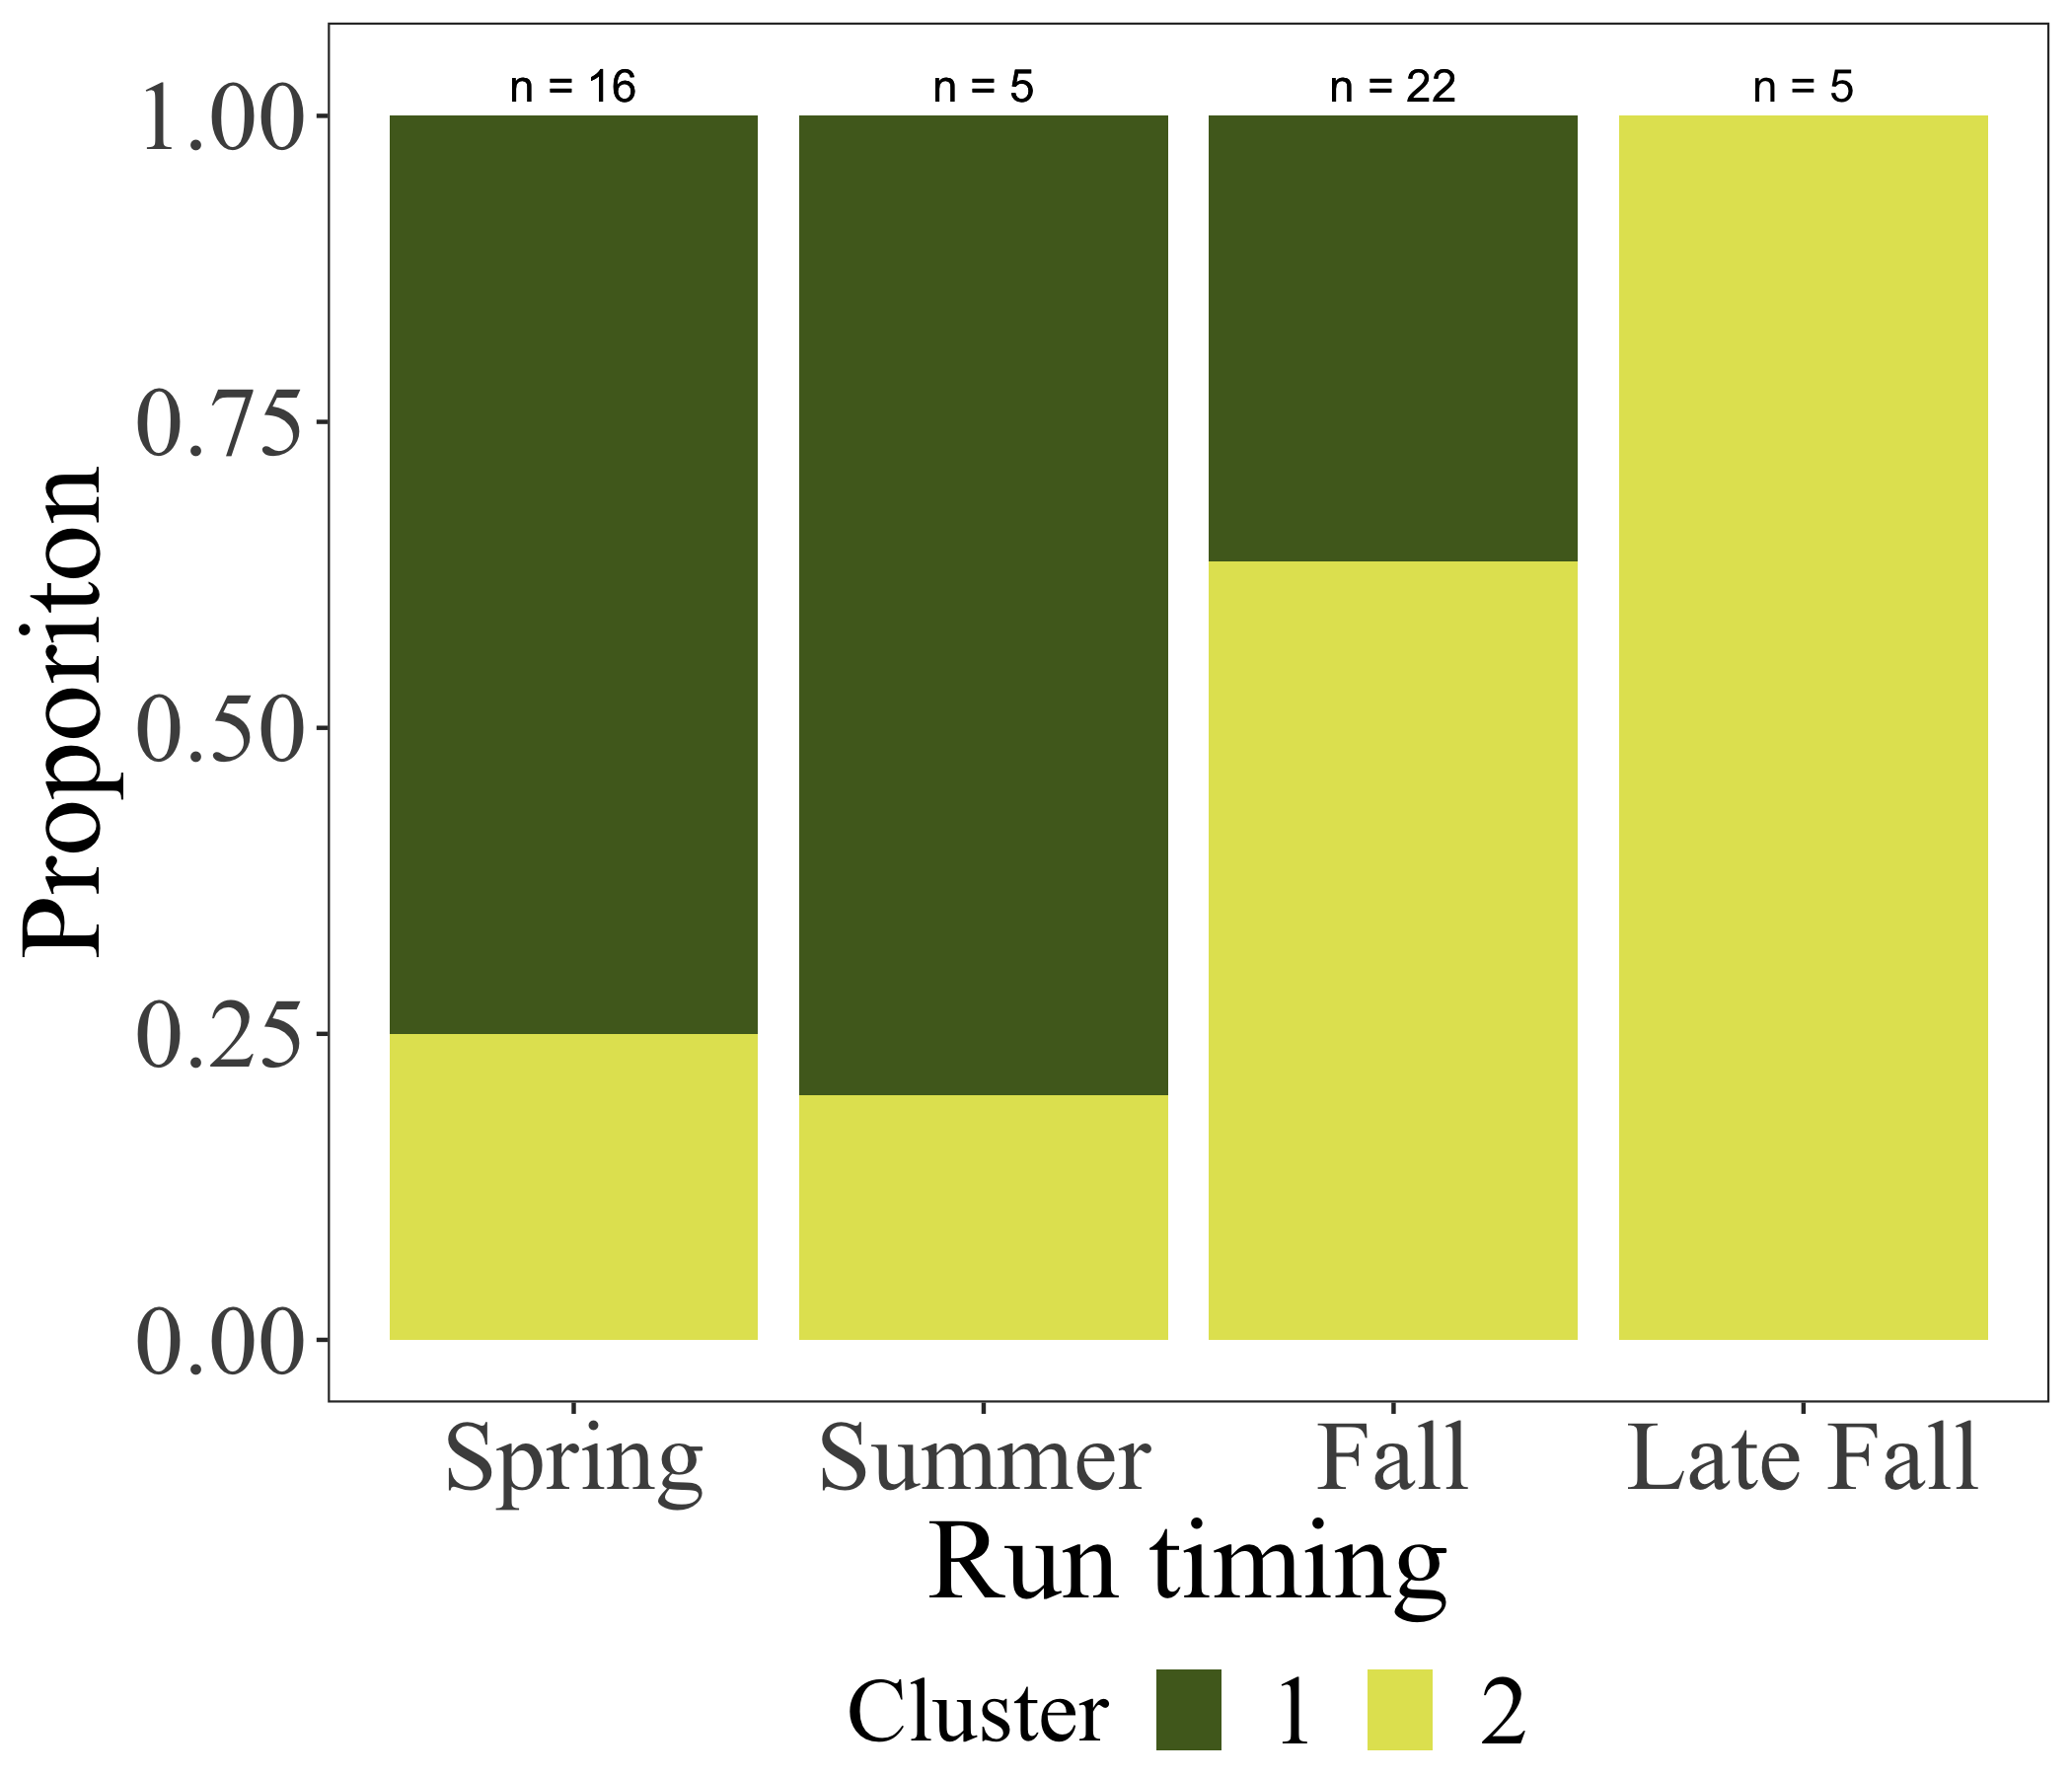 n = 16
n = 5
n = 22
n = 5
1.00
0.75
0.50
0.25
0.00
Proporiton
Spring
Summer
Fall
Late Fall
Run timing
Cluster 1 2